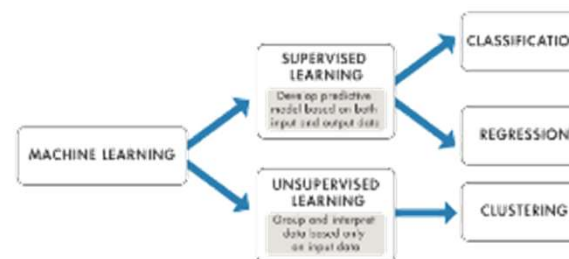 MACHINE LEARNING
SUPERVISED
LEARNING
Develop predictive
model based on both
input and output data
UNSUPERVISED
LEARNING
Group and interpret
data based only
on input data
CLASSIFICATIO
REGRESSION
CLUSTERING